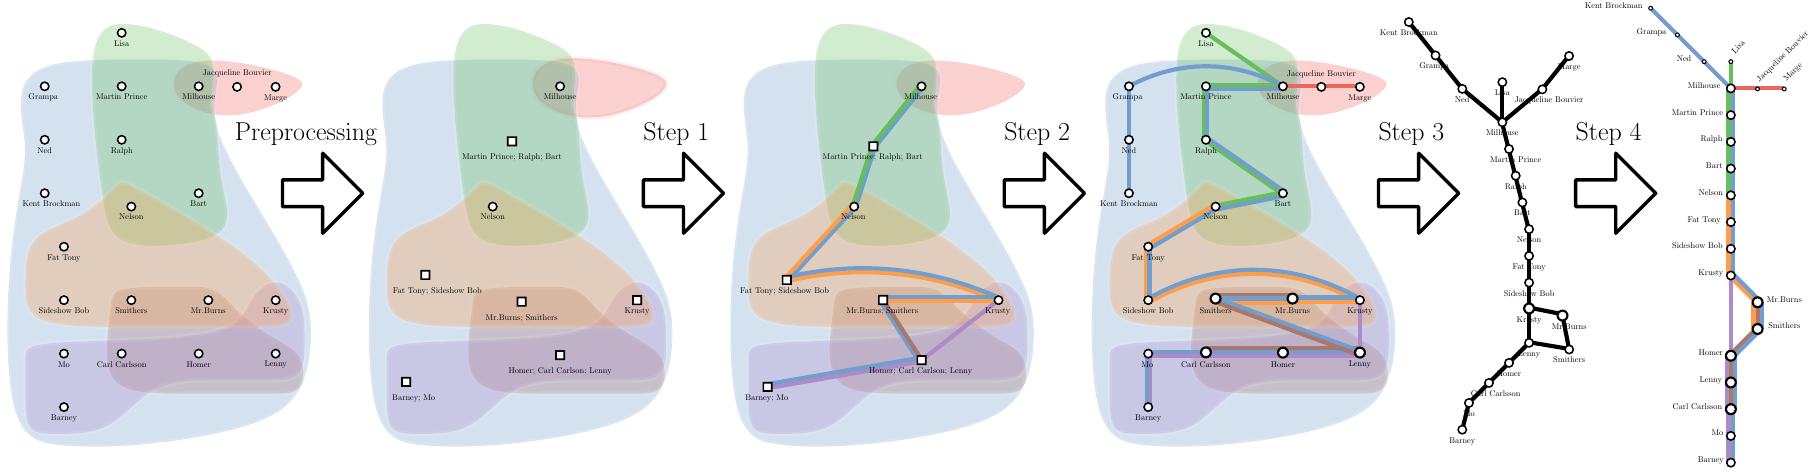 Lisa
Jacqueline Bouvier
Grampa
Martin Prince
Milhouse
Marge
Ned
Ralph
Kent Brockman
Bart
Nelson
Fat Tony
Sideshow Bob
Smithers
Mr.Burns
Krusty
Mo
Carl Carlsson
Homer
Lenny
Barney
Preprocessing
Milhouse
Martin Prince; Ralph; Bart
Nelson
Fat Tony; Sideshow Bob
Mr.Burns; Smithers
Krusty
Homer; Carl Carlson; Lenny
Barney; Mo
Step 1
Milhouse
Martin Prince; Ralph; Bart
Nelson
Fat Tony; Sideshow Bob
Mr.Burns; Smithers
Krusty
Homer; Carl Carlson; Lenny
Barney; Mo
Step 2
Lisa
Jacqueline Bouvier
Grampa
Martin Prince
Milhouse
Marge
Ned
Ralph
Kent Brockman
Bart
Nelson
Fat Tony
Sideshow Bob
Smithers
Mr.Burns
Krusty
Mo
Carl Carlsson
Homer
Lenny
Barney
Step 3
Kent Brockman
Grampa
Marge
Ned
Lisa
Jacqueline Bouvier
Milhouse
Martin Prince
Ralph
Bart
Nelson
Fat Tony
Sideshow Bob
Krusty
Mr.Burns
Lenny
Smithers
Homer
Carl Carlsson
Mo
Barney
Step 4
Kent Brockman
Grampa
Ned
Lisa
Jacqueline Bouvier
Marge
Milhouse
Martin Prince
Ralph
Bart
Nelson
Fat Tony
Sideshow Bob
Krusty
Mr.Burns
Smithers
Homer
Lenny
Carl Carlsson
Mo
Barney